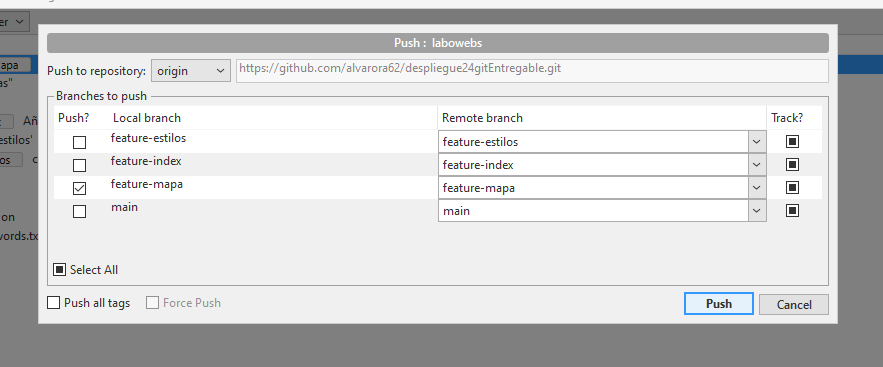 er
Push : labowebs
apa
Push to repository: origin https://github.com/alvarora62/despliegue24gitEntregable.git
as"
Branches to push
Push? Local branch Remote branch Track?
Añ
estilos' feature-estilos feature-estilos
os c feature-index feature-index
feature-mapa feature-mapa
main main
on
words.tx
Select All
Push all tags Force Push Push Cancel